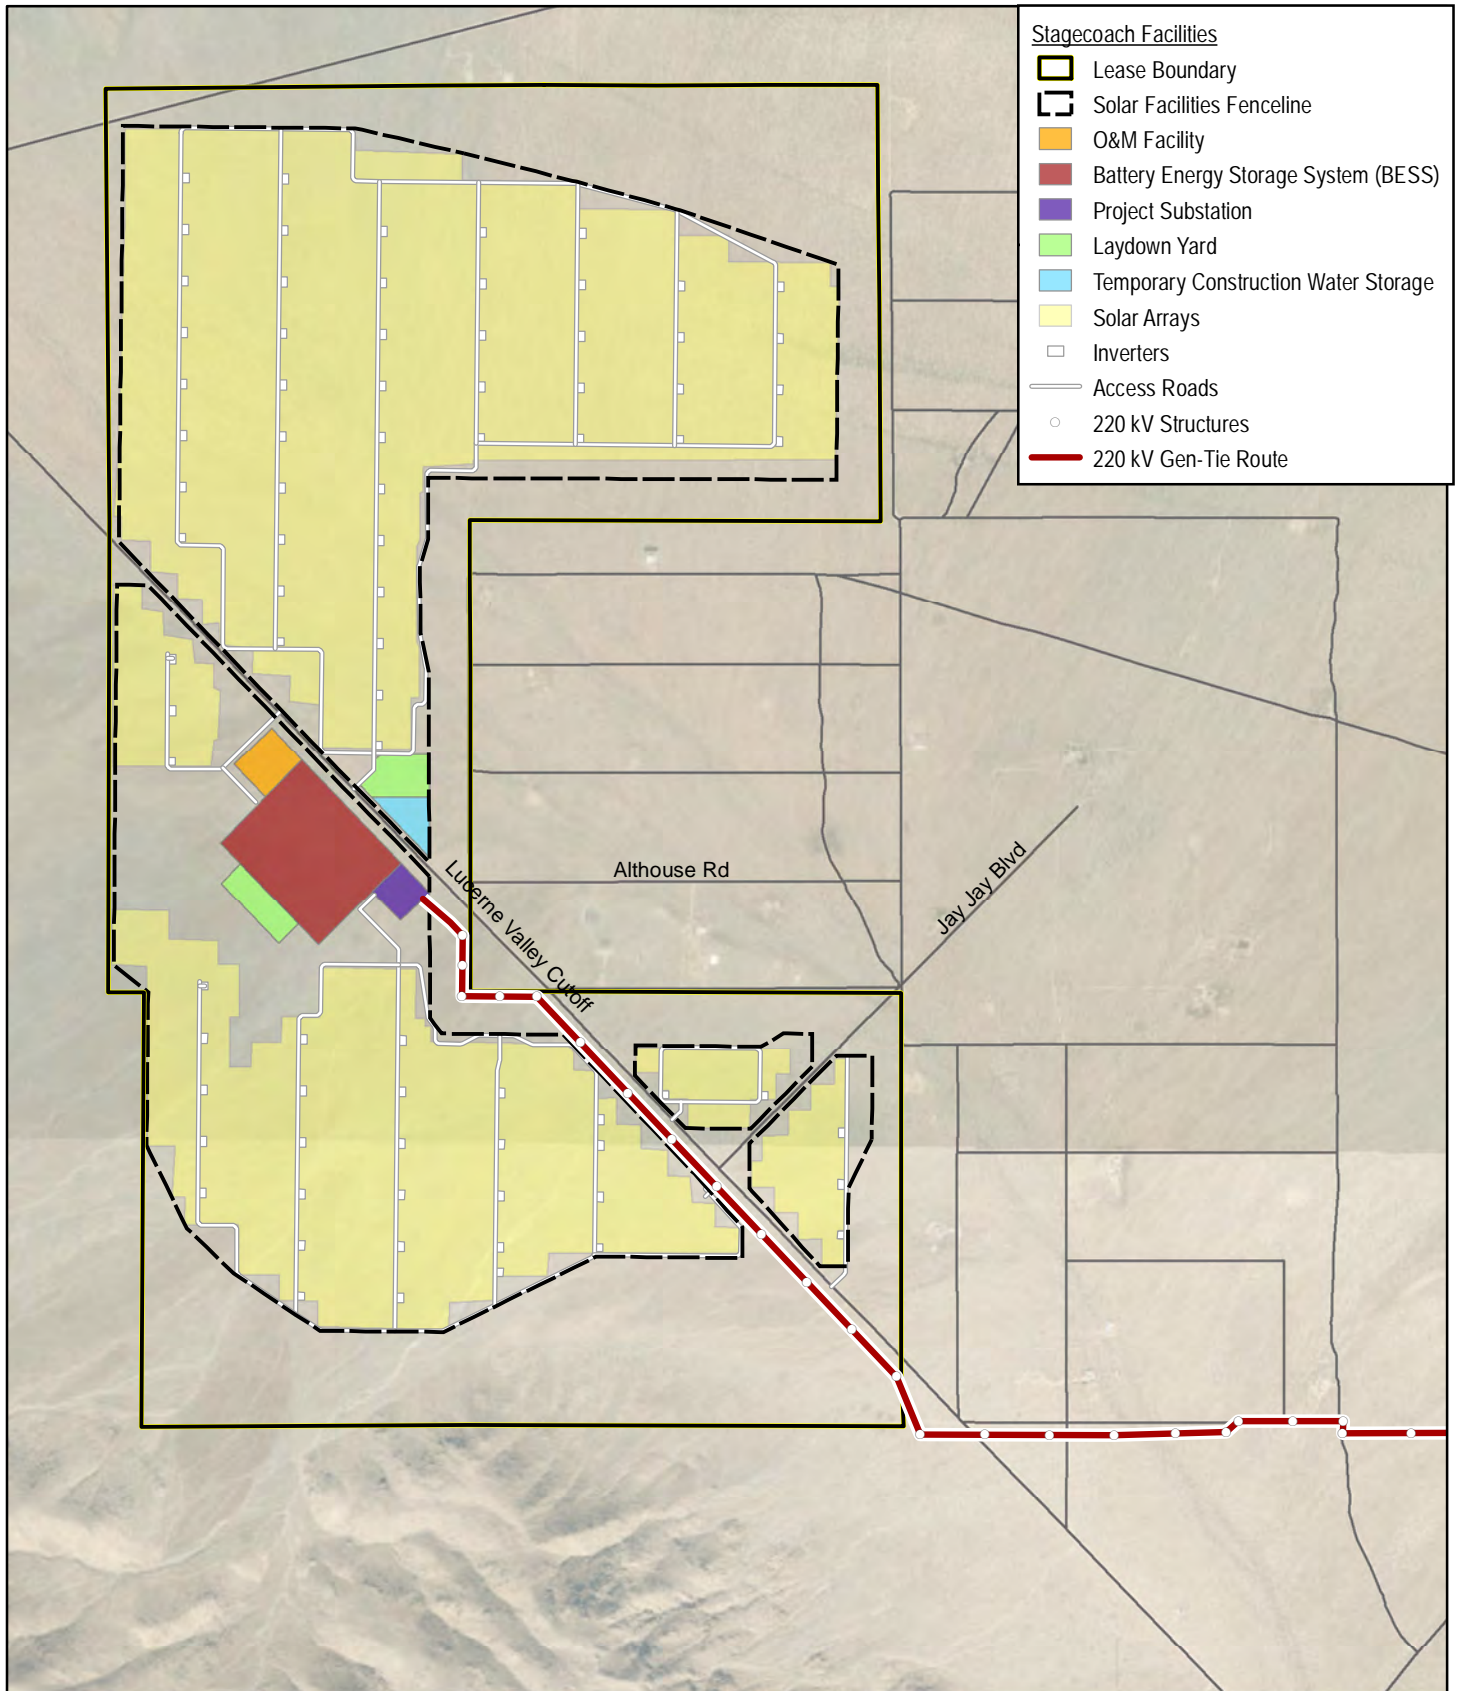 Stagecoach Facilities
Lease Boundary
Solar Facilities Fenceline
O&M Facility
Battery Energy Storage System (BESS)
Project Substation
Laydown Yard
Temporary Construction Water Storage
Solar Arrays
Inverters
Access Roads
220 kV Structures
220 kV Gen-Tie Route
Althouse Rd
Jay Jay Blvd
Lucerne Valley Cutoff